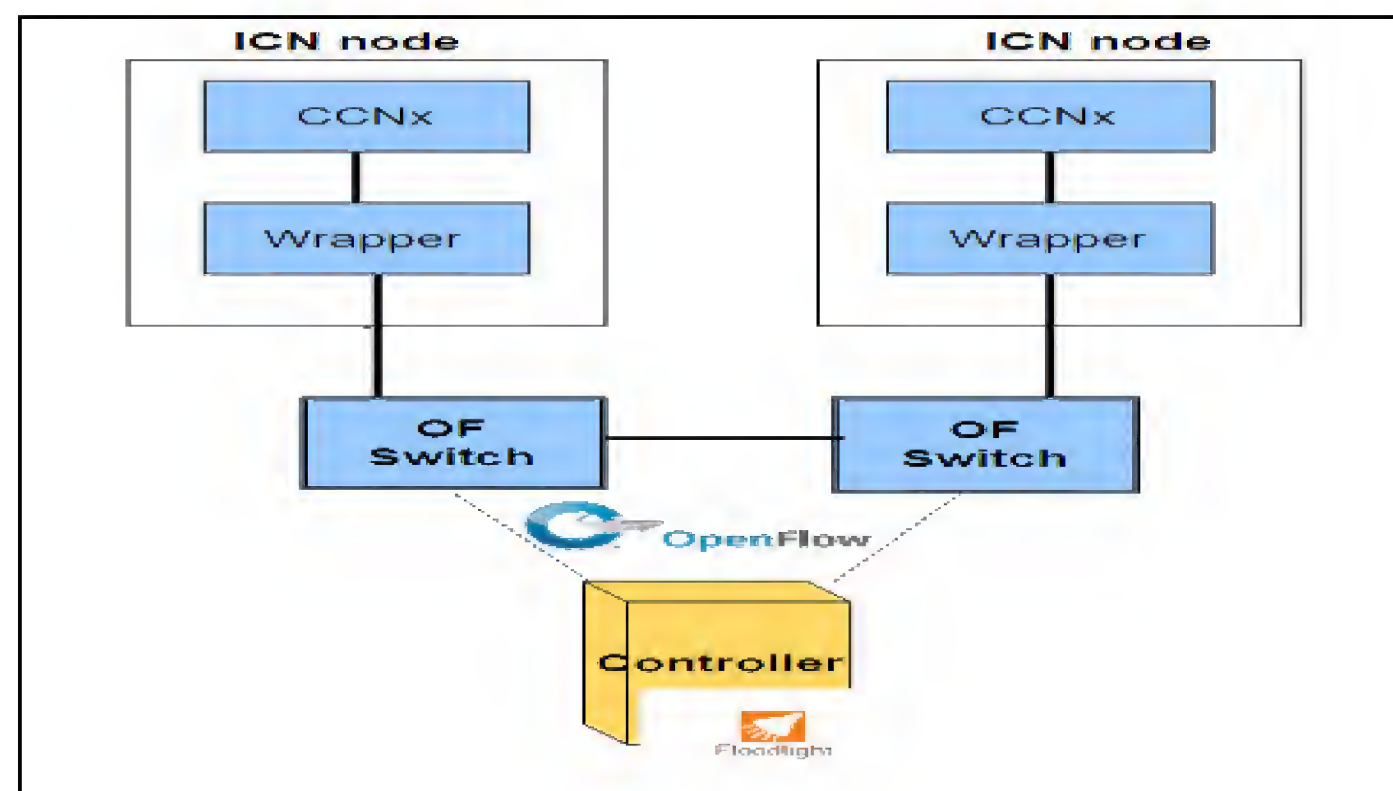 ICN node
ICN node
CCNx
CCNx
Wrapper
Wrapper
OF
Switch
OF
Switch
OpenFlow
Controller
Floodlight